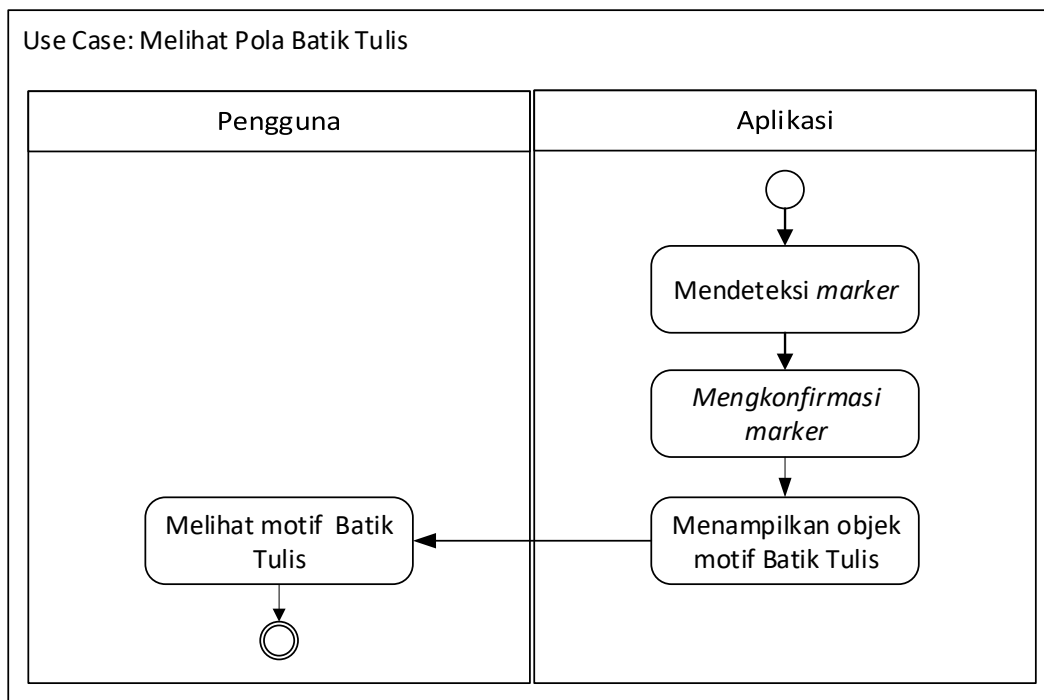 Use Case: Melihat Pola Batik Tulis
Pengguna
Aplikasi
Mendeteksi marker
Mengkonfirmasi
marker
Menampilkan objek
motif Batik Tulis
Melihat motif  Batik
Tulis